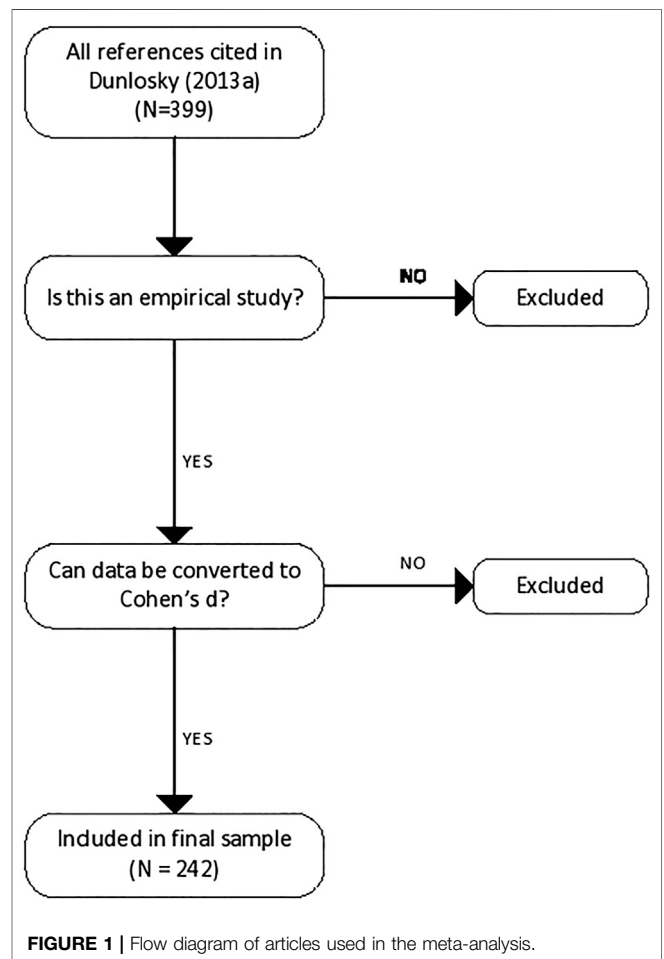 All references cited in
Dunlosky (2013a)
(N=399)
Is this an empirical study?
NO
Excluded
YES
Can data be converted to
Cohen's d?
NO
Excluded
YES
Included in final sample
(N = 242)
FIGURE 1 | Flow diagram of articles used in the meta-analysis.